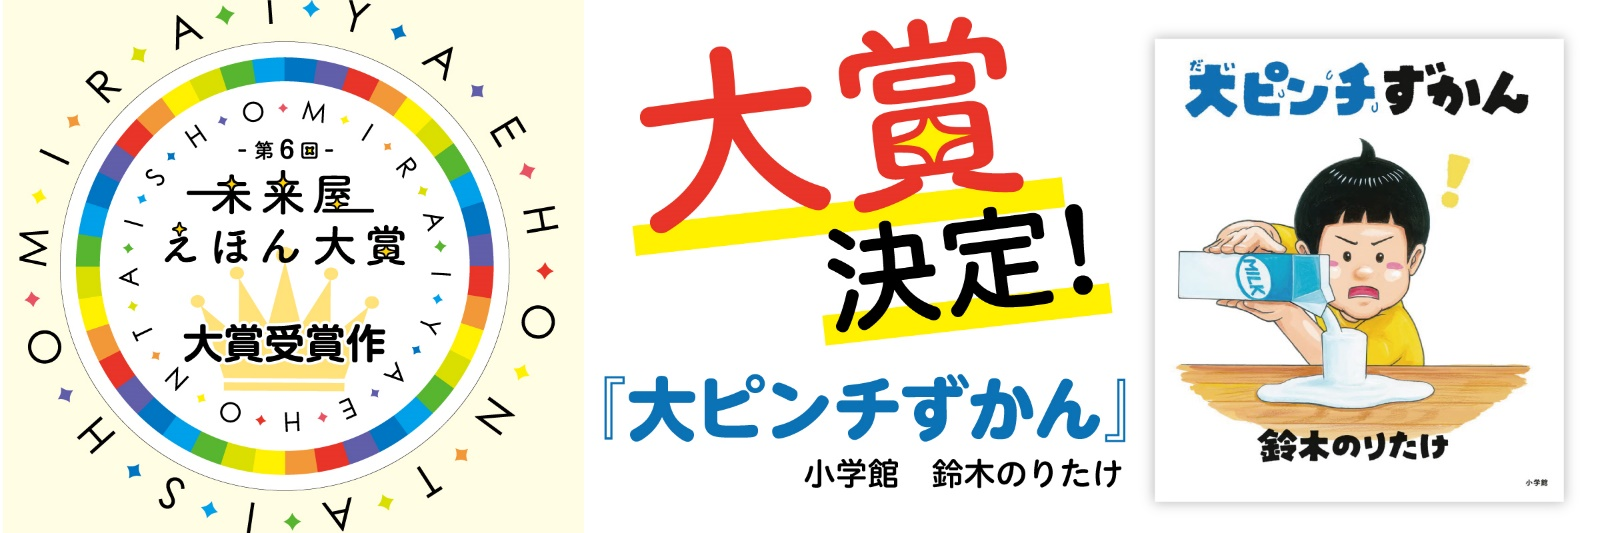 MIRAIYAEHONTAISHO
MIRAIYAEHONTAISHO
-第6回-
未来屋
えほん大賞
大賞受賞作
大賞
決定!
『大ピンチずかん』
小学館　鈴木のりたけ
だい
大ピンチずかん
MILK
鈴木のりたけ
小学館